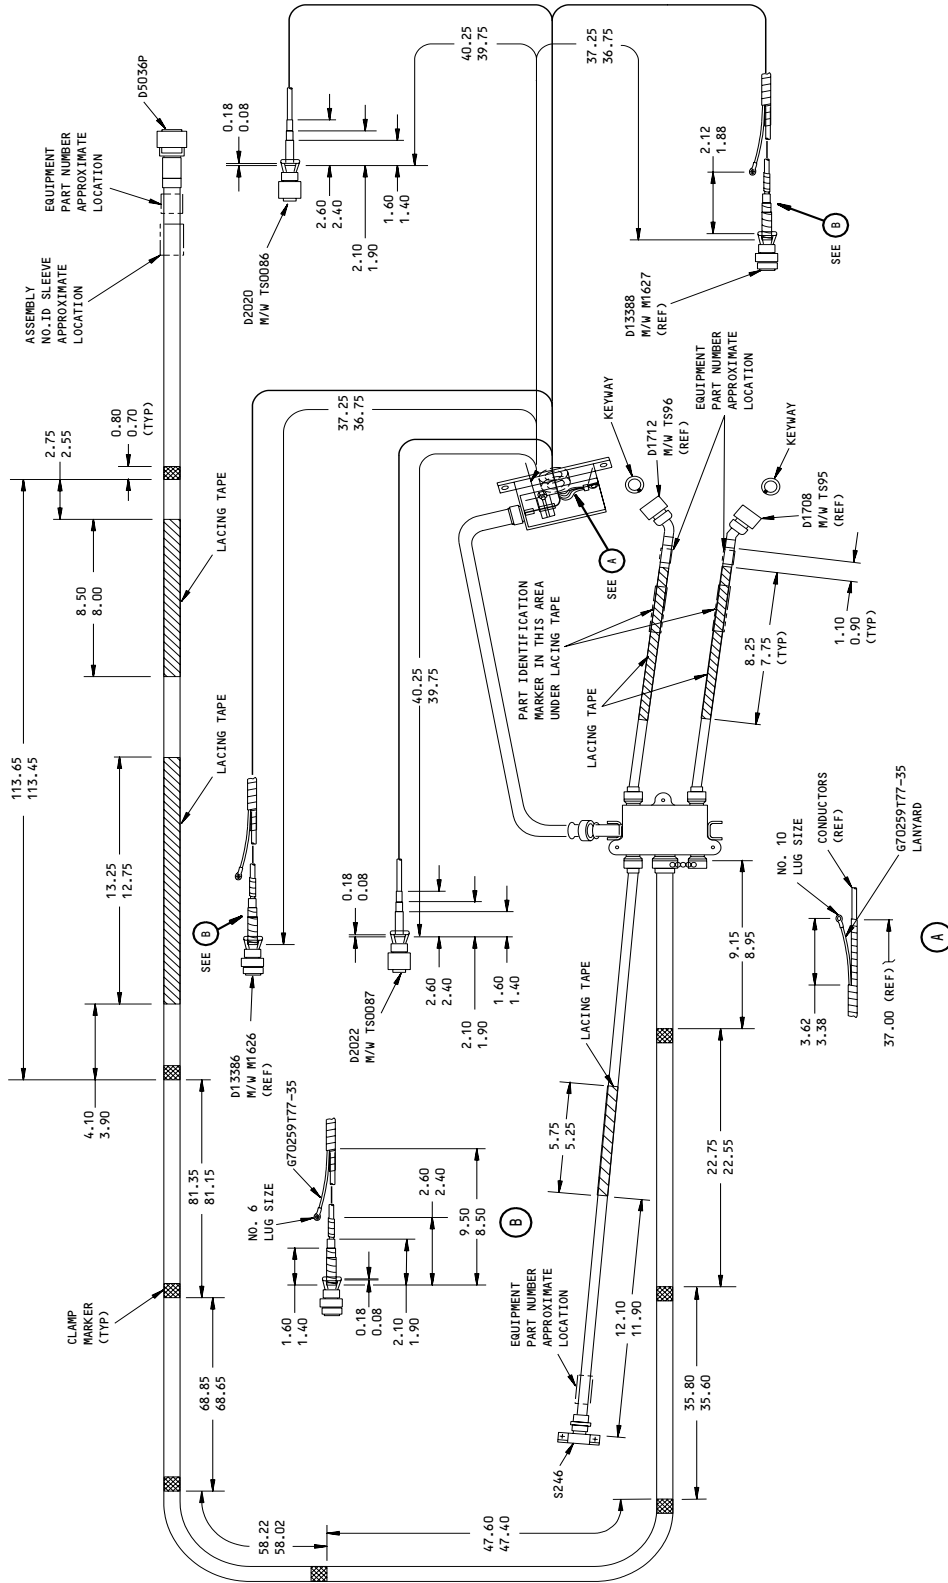 D5036P
EQUIPMENT
PART NUMBER
APPROXIMATE
LOCATION
ASSEMBLY
NO.ID SLEEVE
APPROXIMATE
LOCATION
0.80
0.70
(TYP)
2.75
2.55
LACING TAPE
8.50
8.00
113.65
113.45
LACING TAPE
13.25
12.75
4.10
3.90
81.35
81.15
CLAMP
MARKER
(TYP)
68.85
68.65
58.22
58.02
47.60
47.40
0.18
0.08
2.60
2.40
2.10
1.90
1.60
1.40
D2020
M/W TS0086
40.25
39.75
37.25
36.75
2.12
1.88
SEE
B
D13388
M/W M1627
(REF)
37.25
36.75
40.25
39.75
SEE
B
D13386
M/W M1626
(REF)
0.18
0.08
2.60
2.40
2.10
1.90
1.60
1.40
D2022
M/W TS0087
G70259T77-35
NO. 6
LUG SIZE
1.60
1.40
0.18
0.08
2.10
1.90
2.60
2.40
9.50
8.50
B
KEYWAY
D1712
M/W TS96
(REF)
EQUIPMENT
PART NUMBER
APPROXIMATE
LOCATION
KEYWAY
D1708
M/W TS95
(REF)
SEE
A
PART IDENTIFICATION
MARKER IN THIS AREA
UNDER LACING TAPE
LACING TAPE
1.10
0.90
(TYP)
8.25
7.75
(TYP)
LACING TAPE
5.75
5.25
EQUIPMENT
PART NUMBER
APPROXIMATE
LOCATION
12.10
11.90
S246
9.15
8.95
22.75
22.55
35.80
35.60
NO. 10
LUG SIZE
CONDUCTORS
(REF)
G70259T77-35
LANYARD
3.62
3.38
37.00 (REF)
A